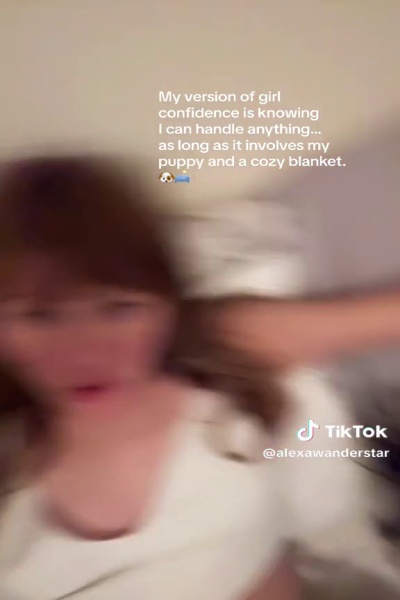 My version of girl
confidence is knowing
I can handle anything...
as long as it involves my
puppy and a cozy blanket.
🐶🛏️
TikTok
@alexawanderstar